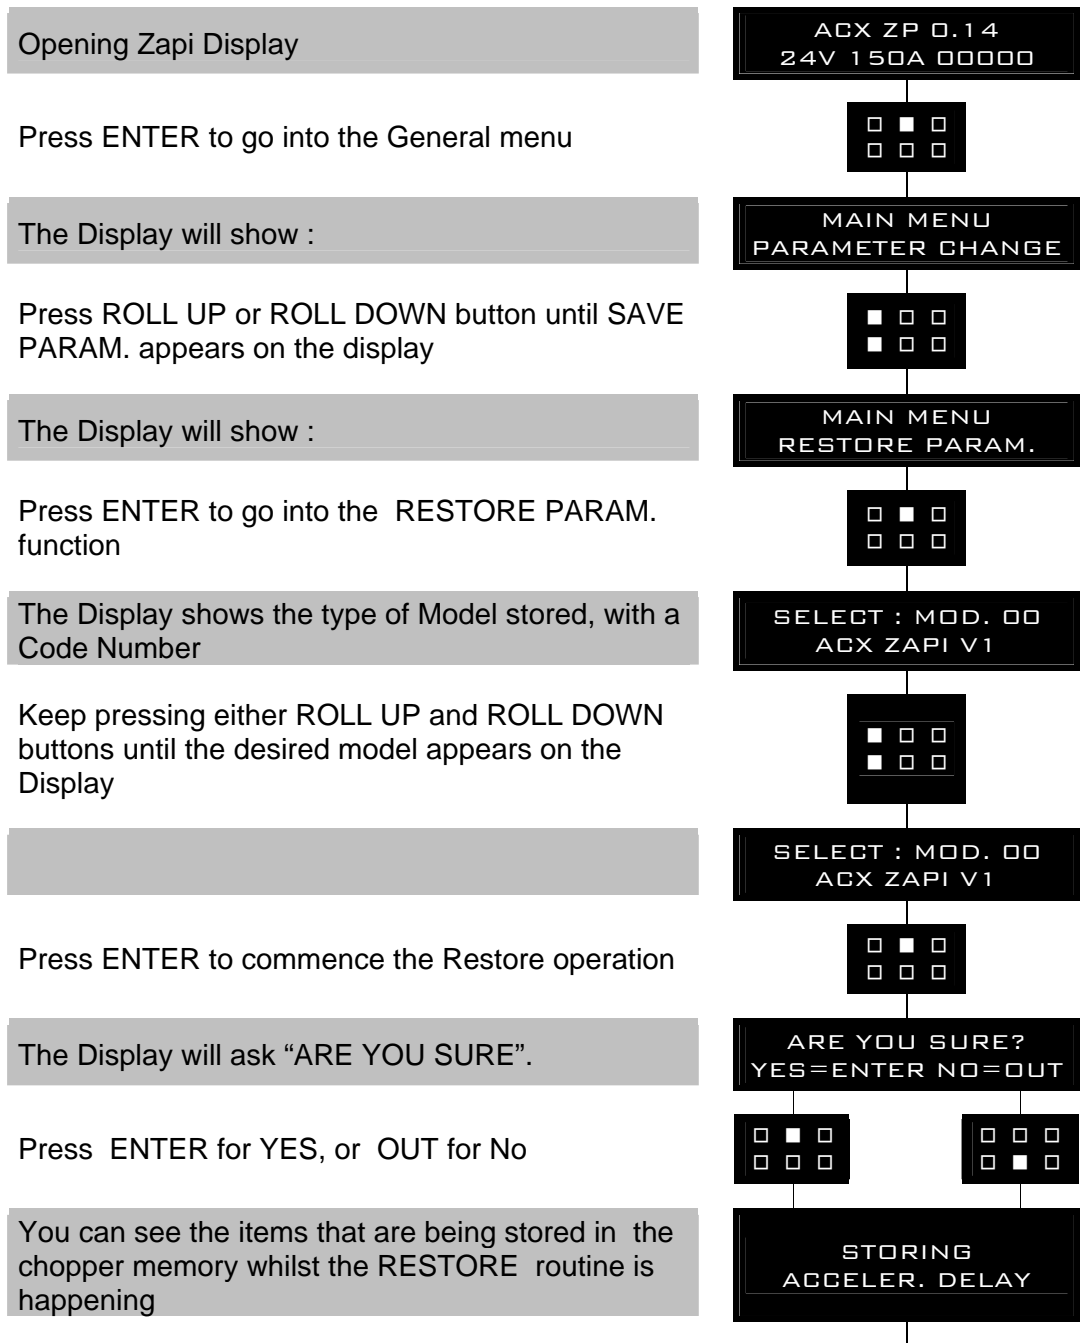 Opening Zapi Display
ACX ZP 0.14
24V 150A 00000
Press ENTER to go into the General menu
The Display will show :
MAIN MENU
PARAMETER CHANGE
Press ROLL UP or ROLL DOWN button until SAVE
PARAM. appears on the display
The Display will show :
MAIN MENU
RESTORE PARAM.
Press ENTER to go into the  RESTORE PARAM.
function
The Display shows the type of Model stored, with a
Code Number
SELECT : MOD. 00
ACX ZAPI V1
Keep pressing either ROLL UP and ROLL DOWN
buttons until the desired model appears on the
Display
SELECT : MOD. 00
ACX ZAPI V1
Press ENTER to commence the Restore operation
The Display will ask “ARE YOU SURE”.
ARE YOU SURE?
YES=ENTER NO=OUT
Press  ENTER for YES, or  OUT for No
You can see the items that are being stored in  the
chopper memory whilst the RESTORE  routine is
happening
STORING
ACCELER. DELAY